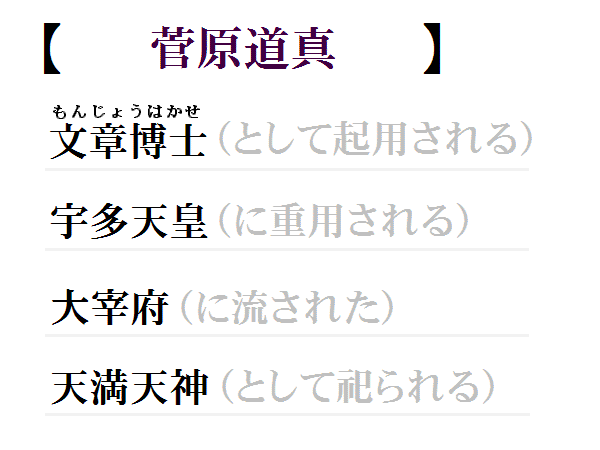 【 菅原道真 】
もんじょうはかせ
文章博士（として起用される）
宇多天皇（に重用される）
大宰府（に流された）
天満天神（として祀られる）